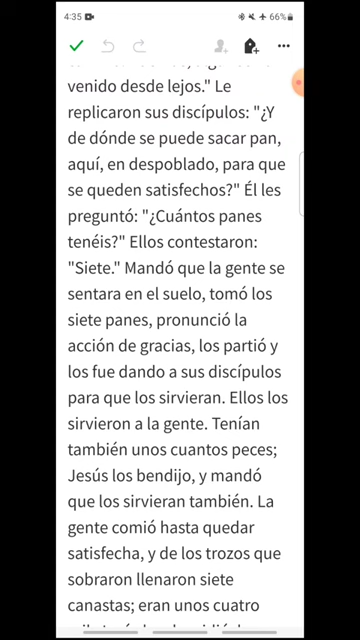 4:35
66%
venido desde lejos." Le
replicaron sus discípulos: "¿Y
de dónde se puede sacar pan,
aquí, en despoblado, para que
se queden satisfechos?" Él les
preguntó: "¿Cuántos panes
tenéis?" Ellos contestaron:
"Siete." Mandó que la gente se
sentara en el suelo, tomó los
siete panes, pronunció la
acción de gracias, los partió y
los fue dando a sus discípulos
para que los sirvieran. Ellos los
sirvieron a la gente. Tenían
también unos cuantos peces;
Jesús los bendijo, y mandó
que los sirvieran también. La
gente comió hasta quedar
satisfecha, y de los trozos que
sobraron llenaron siete
canastas; eran unos cuatro